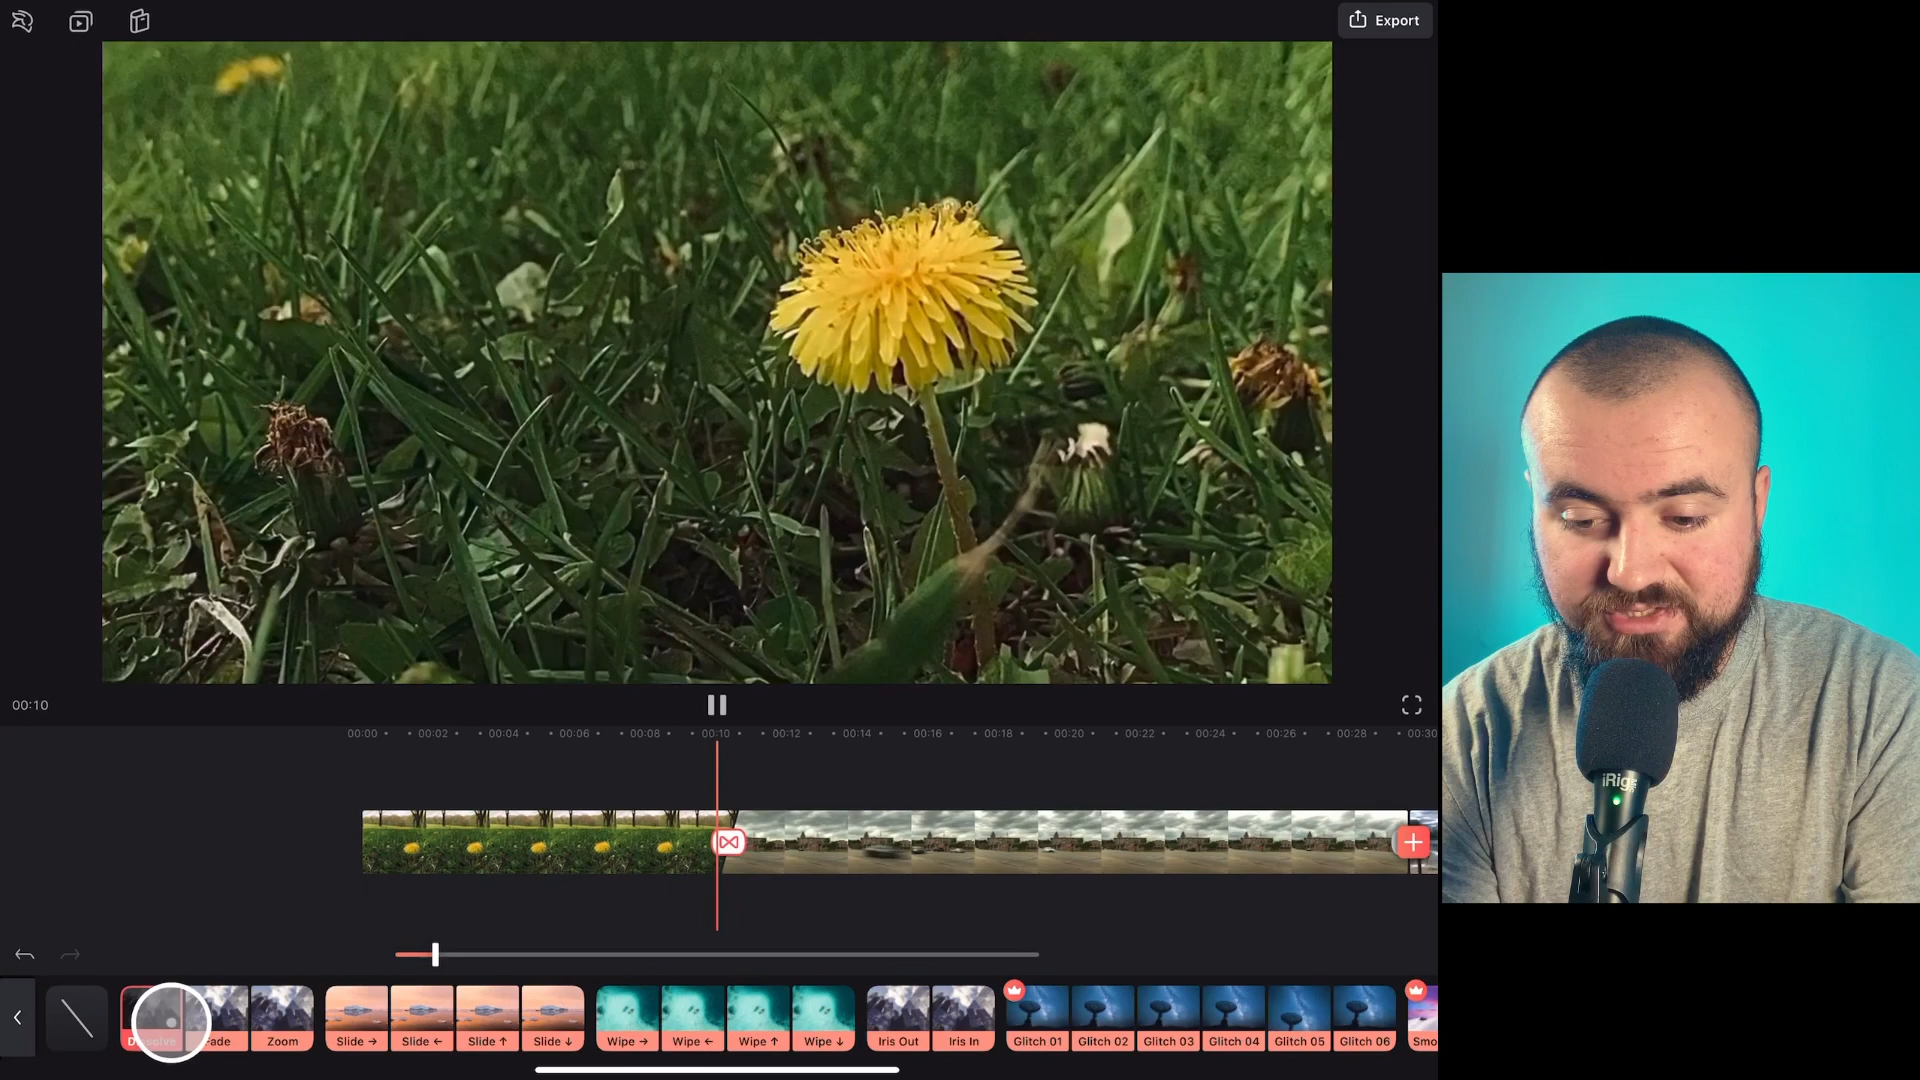 Export
00:10
00:00 00:02 00:04 00:06 00:08 00:10 00:12 00:14 00:16 00:18 00:20 00:22 00:24 00:26 00:28 00:30
Fade Zoom Slide → Slide ← Slide ↑ Slide ↓ Wipe → Wipe ← Wipe ↑ Wipe ↓ Iris Out Iris In Glitch 01 Glitch 02 Glitch 03 Glitch 04 Glitch 05 Glitch 06 Smo
iRig